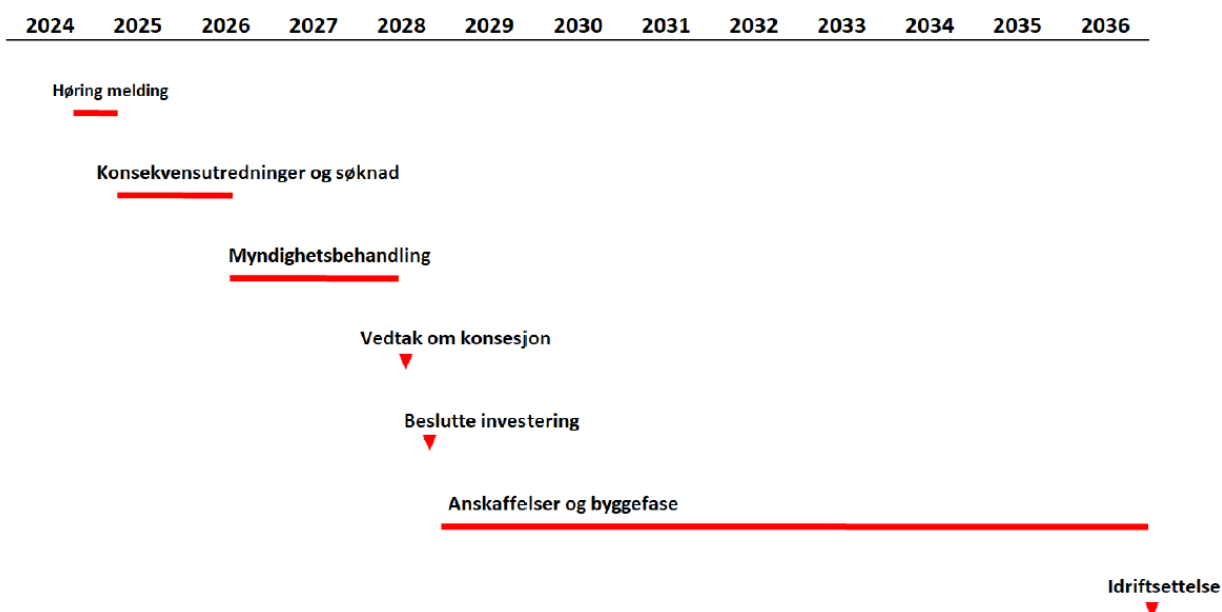 2024 2025 2026 2027 2028 2029 2030 2031 2032 2033 2034 2035 2036
Høring melding
Konsekvensutredninger og søknad
Myndighetsbehandling
Vedtak om konsesjon
Beslutte investering
Anskaffelser og byggefase
Idriftsettelse